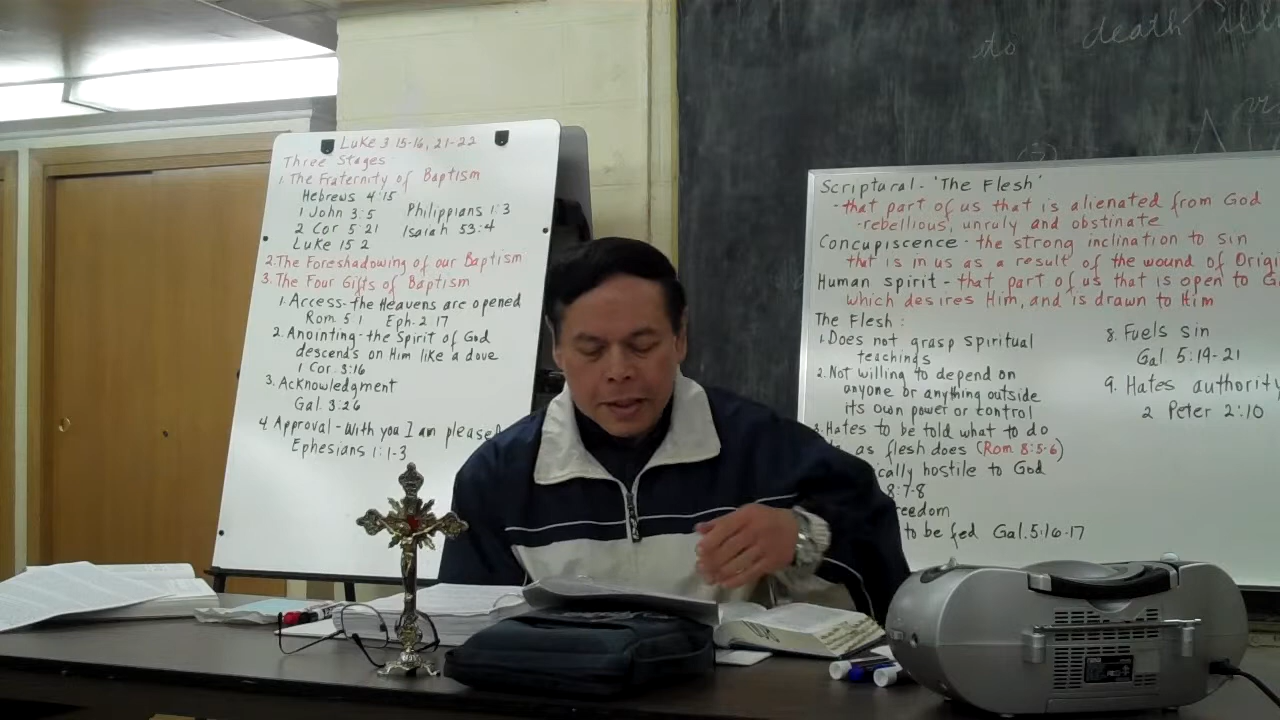 Luke 3 15-16, 21-22
Three Stages:
1. The Fraternity of Baptism
Hebrews 4:15
1 John 3:5 Philippians 1:3
2 Cor 5 21 Isaiah 53:4
Luke 15 2
2. The Foreshadowing of our Baptism
3. The Four Gifts of Baptism
1. Access - the Heavens are opened
Rom. 5 1 Eph. 2 17
2. Anointing - the Spirit of God
descends on Him like a dove
1 Cor. 3:16
3. Acknowledgment
Gal. 3:26
4. Approval - With you I am please
Ephesians 1:1-3
to death ill
Scriptural - 'The Flesh'
- that part of us that is alienated from God
- rebellious, unruly and obstinate
Concupiscence - the strong inclination to sin
that is in us as a result of the wound of Origi
Human spirit - that part of us that is open to G
which desires Him, and is drawn to Him
The Flesh:
1. Does not grasp spiritual
teachings
2. Not willing to depend on
anyone or anything outside
its own power or control
3. Hates to be told what to do
as flesh does (Rom 8:5-6)
ically hostile to God
8:7-8
reedom
to be fed Gal. 5:16-17
8. Fuels sin
Gal 5:19-21
9. Hates authority
2 Peter 2:10